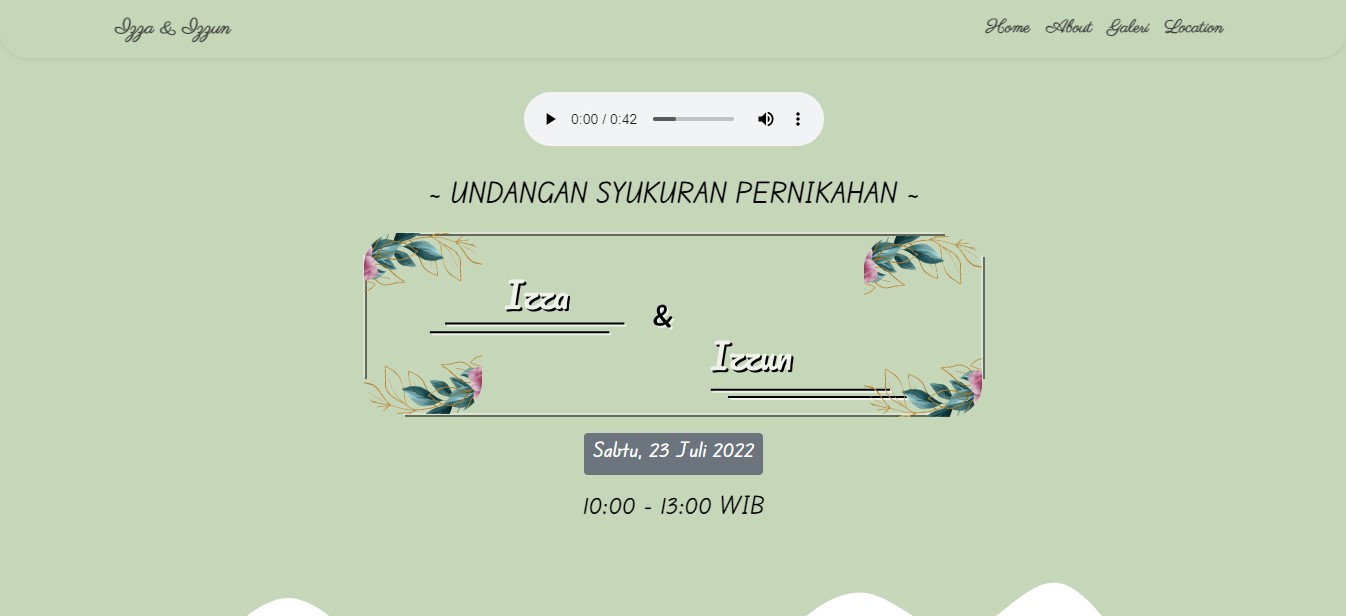 Izza & Izzun
Home About Galeri Location
0:00 / 0:42
~ UNDANGAN SYUKURAN PERNIKAHAN ~
Izza
&
Izzun
Sabtu, 23 Juli 2022
10:00 - 13:00 WIB